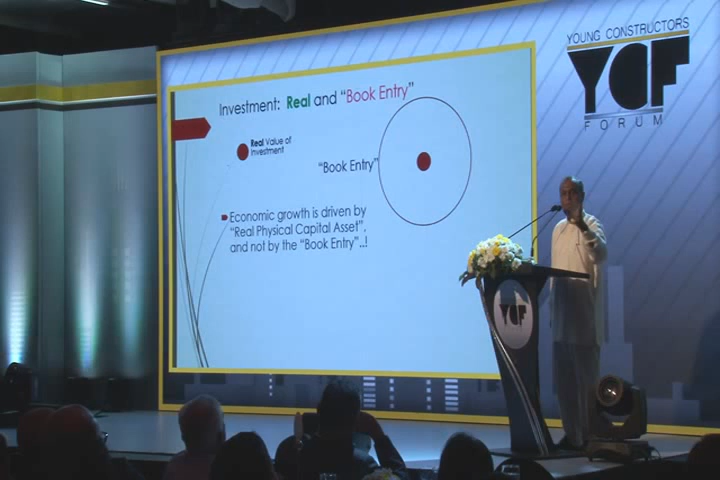 YOUNG CONSTRUCTORS
YCF
FORUM
Investment: Real and “Book Entry”
Real Value of
Investment
“Book Entry”
Economic growth is driven by
“Real Physical Capital Asset”,
and not by the “Book Entry”..!
YCF